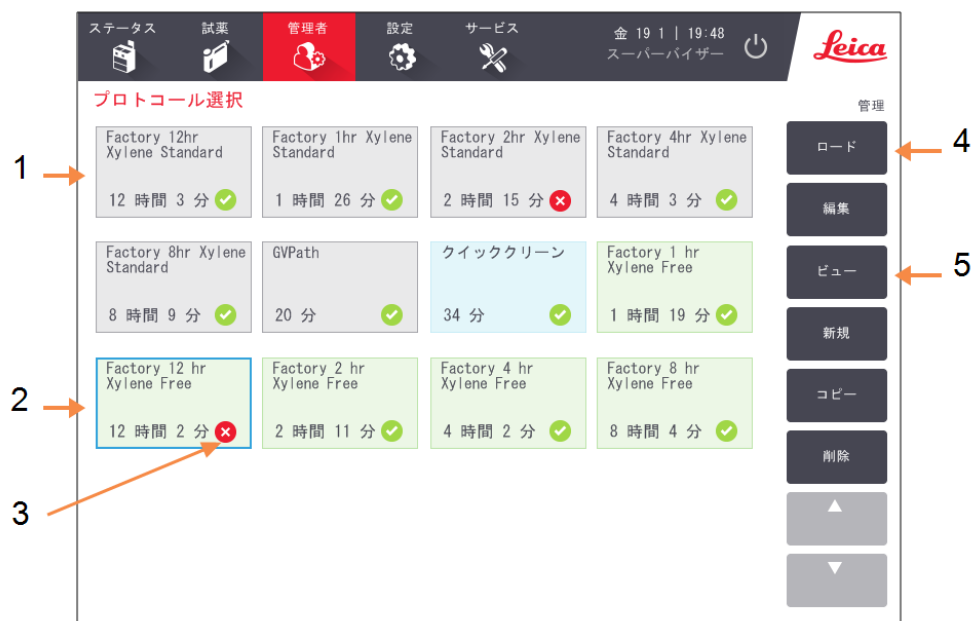 ステータス
試薬
管理者
設定
サービス
金 19 1 | 19:48
スーパーバイザー
Leica
プロトコール選択
管理
1
Factory 12hr
Xylene Standard
12 時間 3 分
Factory 1hr Xylene
Standard
1 時間 26 分
Factory 2hr Xylene
Standard
2 時間 15 分
Factory 4hr Xylene
Standard
4 時間 3 分
ロード
4
編集
Factory 8hr Xylene
Standard
8 時間 9 分
GVPath
20 分
クイッククリーン
34 分
Factory 1 hr
Xylene Free
1 時間 19 分
ビュー
5
新規
2
Factory 12 hr
Xylene Free
12 時間 2 分
Factory 2 hr
Xylene Free
2 時間 11 分
Factory 4 hr
Xylene Free
4 時間 2 分
Factory 8 hr
Xylene Free
8 時間 4 分
コピー
削除
3